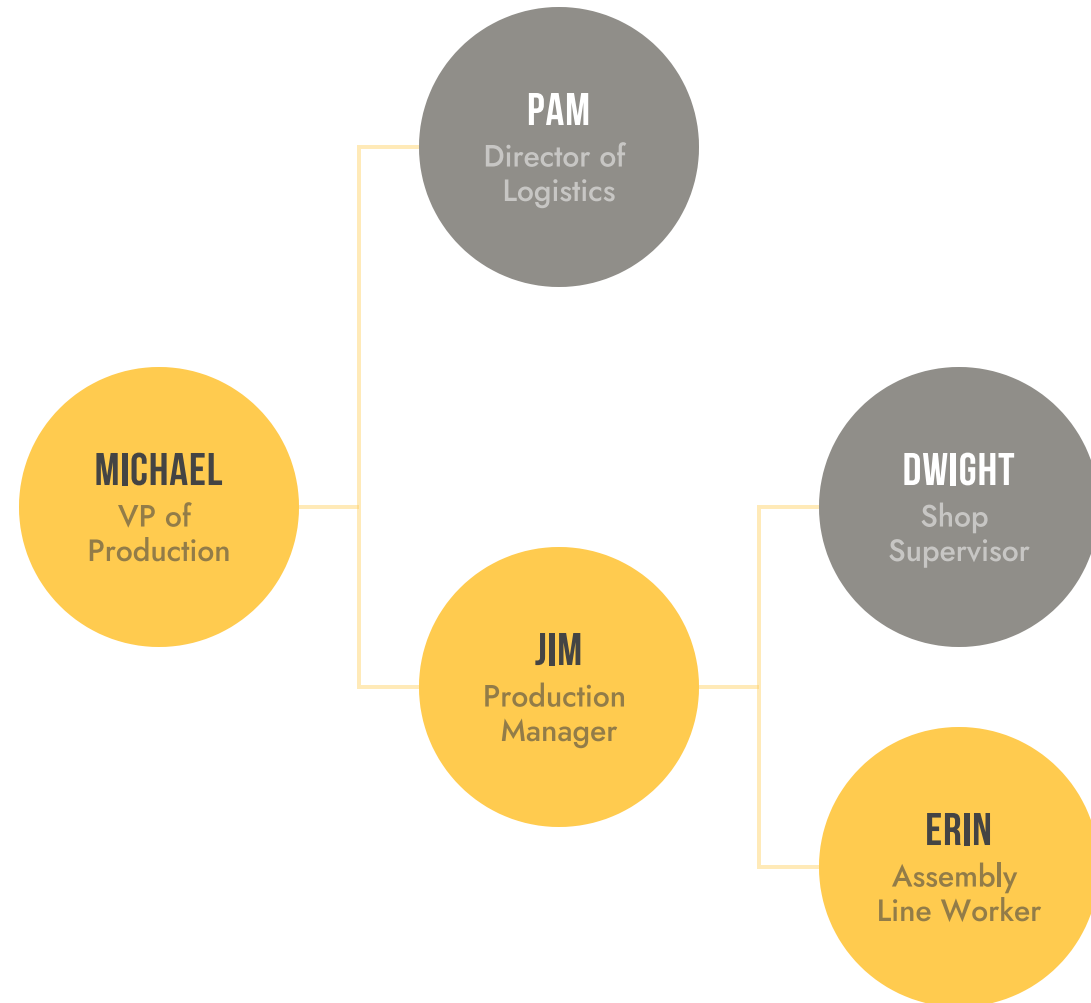 PAM
Director of
Logistics
MICHAEL
VP of
Production
DWIGHT
Shop
Supervisor
JIM
Production
Manager
ERIN
Assembly
Line Worker